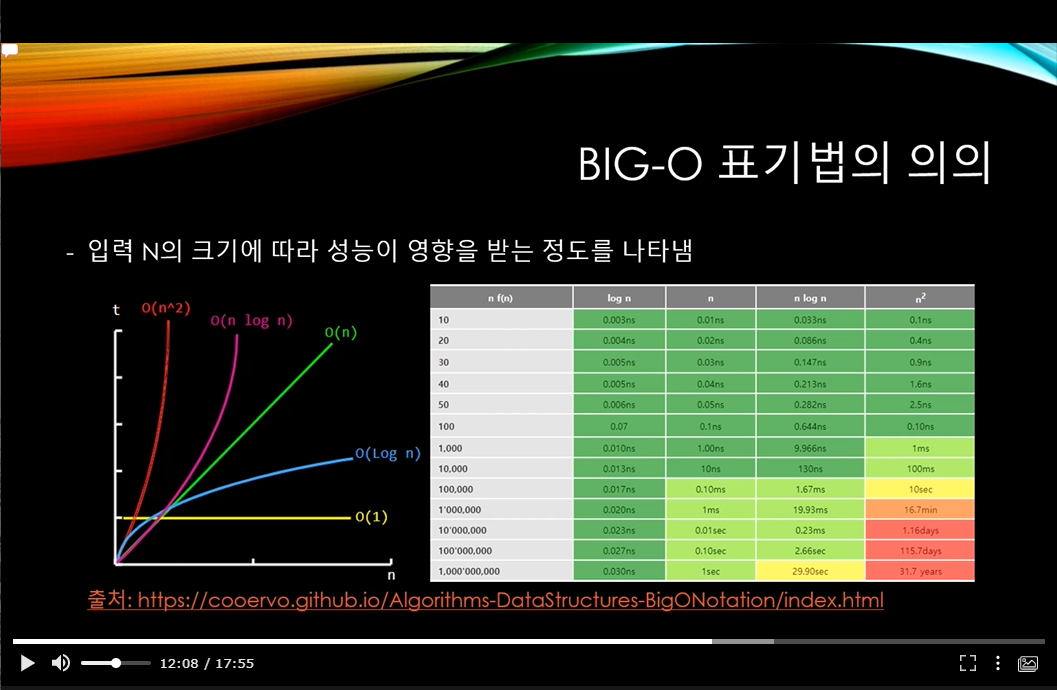 BIG-O 표기법의 의의
- 입력 N의 크기에 따라 성능이 영향을 받는 정도를 나타냄
t
O(n^2)
O(n log n)
O(n)
O(Log n)
O(1)
n
n f(n) log n n n log n n²
10 0.003ns 0.01ns 0.033ns 0.1ns
20 0.004ns 0.02ns 0.086ns 0.4ns
30 0.005ns 0.03ns 0.147ns 0.9ns
40 0.005ns 0.04ns 0.213ns 1.6ns
50 0.006ns 0.05ns 0.282ns 2.5ns
100 0.07 0.1ns 0.644ns 0.10ns
1.000 0.010ns 1.00ns 9.966ns 1ms
10,000 0.013ns 10ns 130ns 100ms
100,000 0.017ns 0.10ms 1.67ms 10sec
1'000,000 0.020ns 1ms 19.93ms 16.7min
10'000,000 0.023ns 0.01sec 0.23ms 1.16days
100'000,000 0.027ns 0.10sec 2.66sec 115.7days
1,000'000,000 0.030ns 1sec 29.90sec 31.7 years
출처: https://cooervo.github.io/Algorithms-DataStructures-BigONotation/index.html
12:08 / 17:55